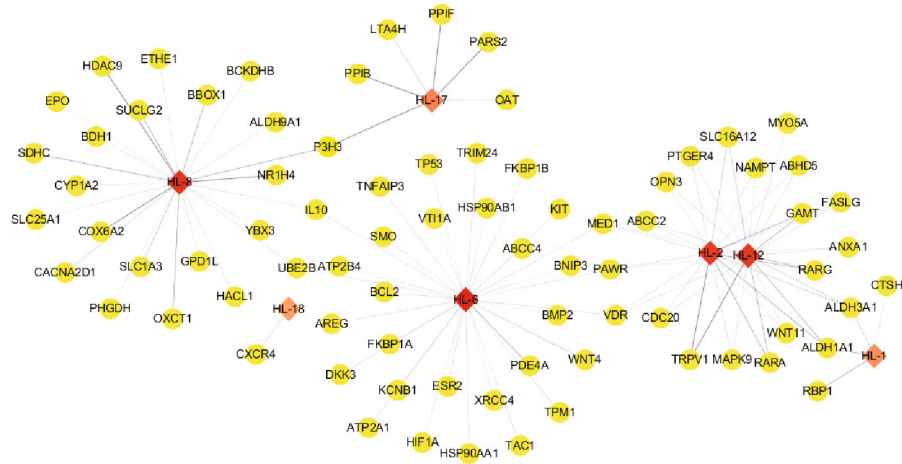 PPIF
LTA4H
PARS2
ETHE1
HDAC9
BCKDHB
PPIB
BBOX1
HL-17
OAT
EPO
SUCLG2
ALDH9A1
MYO5A
BDH1
SLC16A12
P3H3
SDHC
TRIM24
PTGER4
NAMPT
ABHD5
TP53
FKBP1B
NR1H4
HL-8
CYP1A2
TNFAIP3
OPN3
HSP90AB1
KIT
FASLG
IL10
GAMT
SLC25A1
VTI1A
MED1
ABCC2
COX6A2
YBX3
SMO
ABCC4
ANXA1
HL-2
HL-12
GPD1L
SLC1A3
UBE2B
ATP2B4
BNIP3
PAWR
RARG
CACNA2D1
CTSH
BCL2
HL-6
HACL1
PHGDH
HL-18
ALDH3A1
OXCT1
AREG
BMP2
VDR
CDC20
WNT11
FKBP1A
ALDH1A1
CXCR4
HL-1
WNT4
TRPV1
MAPK9
RARA
PDE4A
DKK3
KCNB1
ESR2
RBP1
XRCC4
TPM1
ATP2A1
HIF1A
TAC1
HSP90AA1